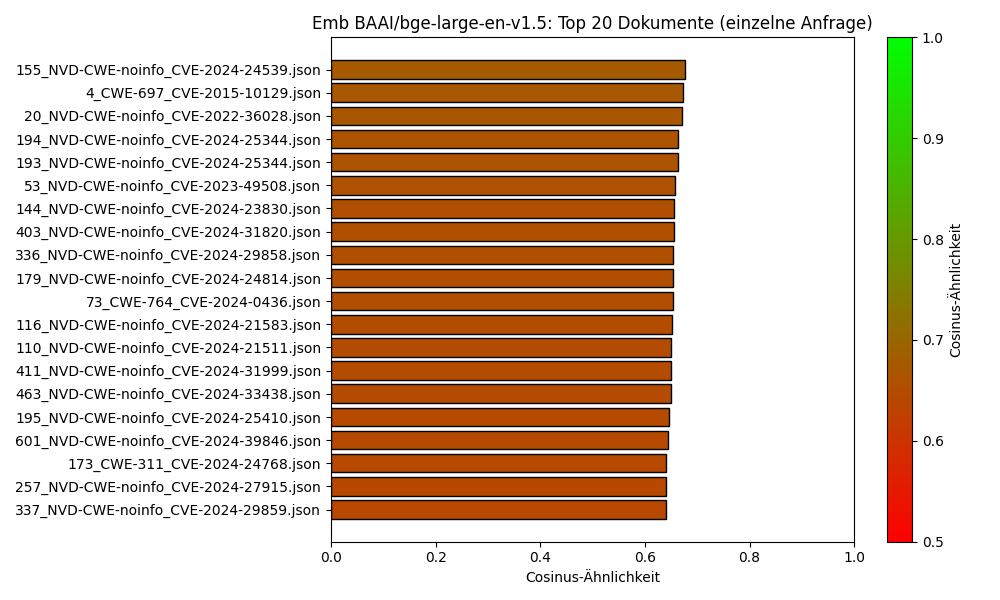 Emb BAAI/bge-large-en-v1.5: Top 20 Dokumente (einzelne Anfrage)
155_NVD-CWE-noinfo_CVE-2024-24539.json
4_CWE-697_CVE-2015-10129.json
20_NVD-CWE-noinfo_CVE-2022-36028.json
194_NVD-CWE-noinfo_CVE-2024-25344.json
193_NVD-CWE-noinfo_CVE-2024-25344.json
53_NVD-CWE-noinfo_CVE-2023-49508.json
144_NVD-CWE-noinfo_CVE-2024-23830.json
403_NVD-CWE-noinfo_CVE-2024-31820.json
336_NVD-CWE-noinfo_CVE-2024-29858.json
179_NVD-CWE-noinfo_CVE-2024-24814.json
73_CWE-764_CVE-2024-0436.json
116_NVD-CWE-noinfo_CVE-2024-21583.json
110_NVD-CWE-noinfo_CVE-2024-21511.json
411_NVD-CWE-noinfo_CVE-2024-31999.json
463_NVD-CWE-noinfo_CVE-2024-33438.json
195_NVD-CWE-noinfo_CVE-2024-25410.json
601_NVD-CWE-noinfo_CVE-2024-39846.json
173_CWE-311_CVE-2024-24768.json
257_NVD-CWE-noinfo_CVE-2024-27915.json
337_NVD-CWE-noinfo_CVE-2024-29859.json
0.0 0.2 0.4 0.6 0.8 1.0
Cosinus-Ähnlichkeit
1.0
0.9
0.8
0.7
0.6
0.5
Cosinus-Ähnlichkeit